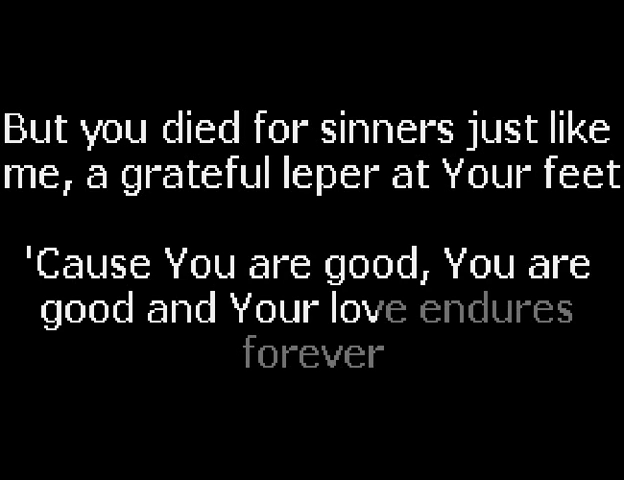 But you died for sinners just like
me, a grateful leper at Your feet
'Cause You are good, You are
good and Your love endures
forever